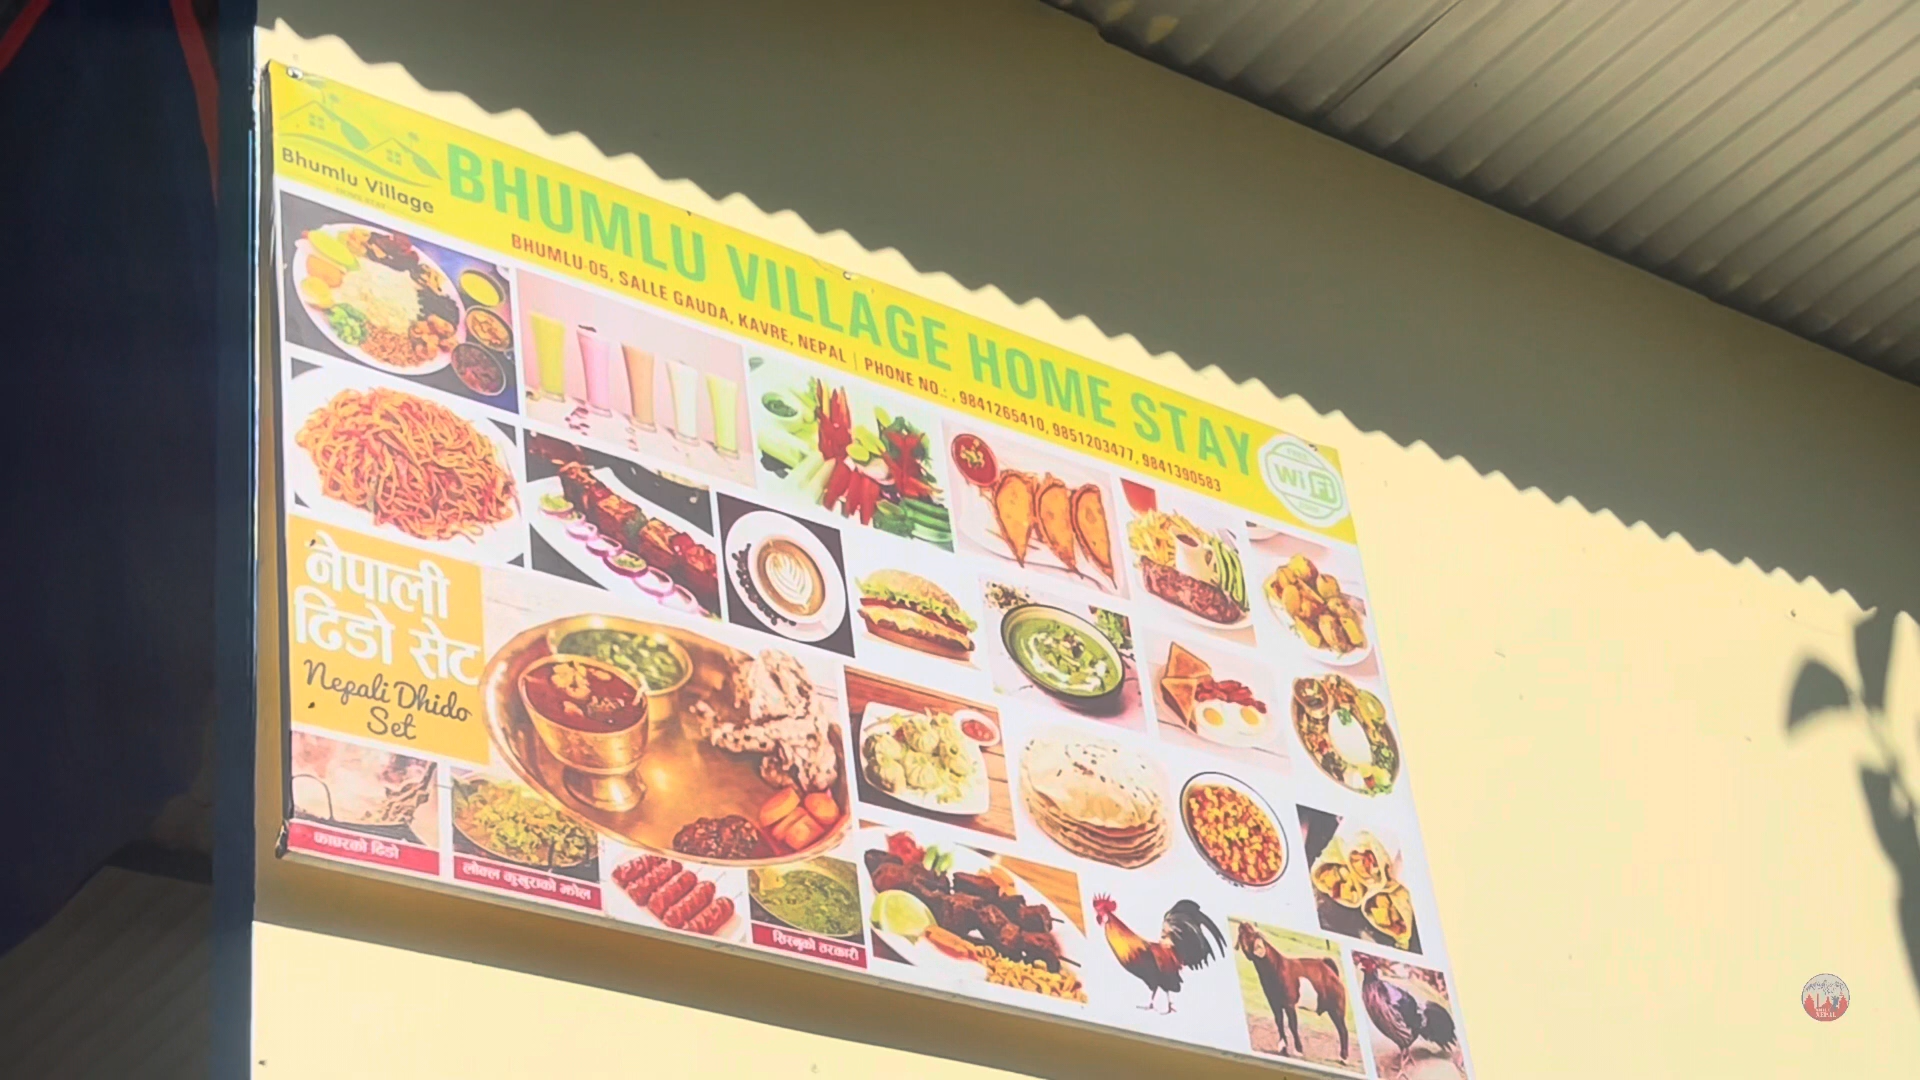 Bhumlu Village
HOME STAY
BHUMLU VILLAGE HOME STAY
BHUMLU-05, SALLE GAUDA, KAVRE, NEPAL | PHONE NO.: , 9841265410, 9851203477, 9841390583
FREE
WiFi
नेपाली
ढिडो सेट
Nepali Dhido
Set
फापरको ढिडो
लोकल कुखुराको झोल
सिस्नुको तरकारी
NEPAL